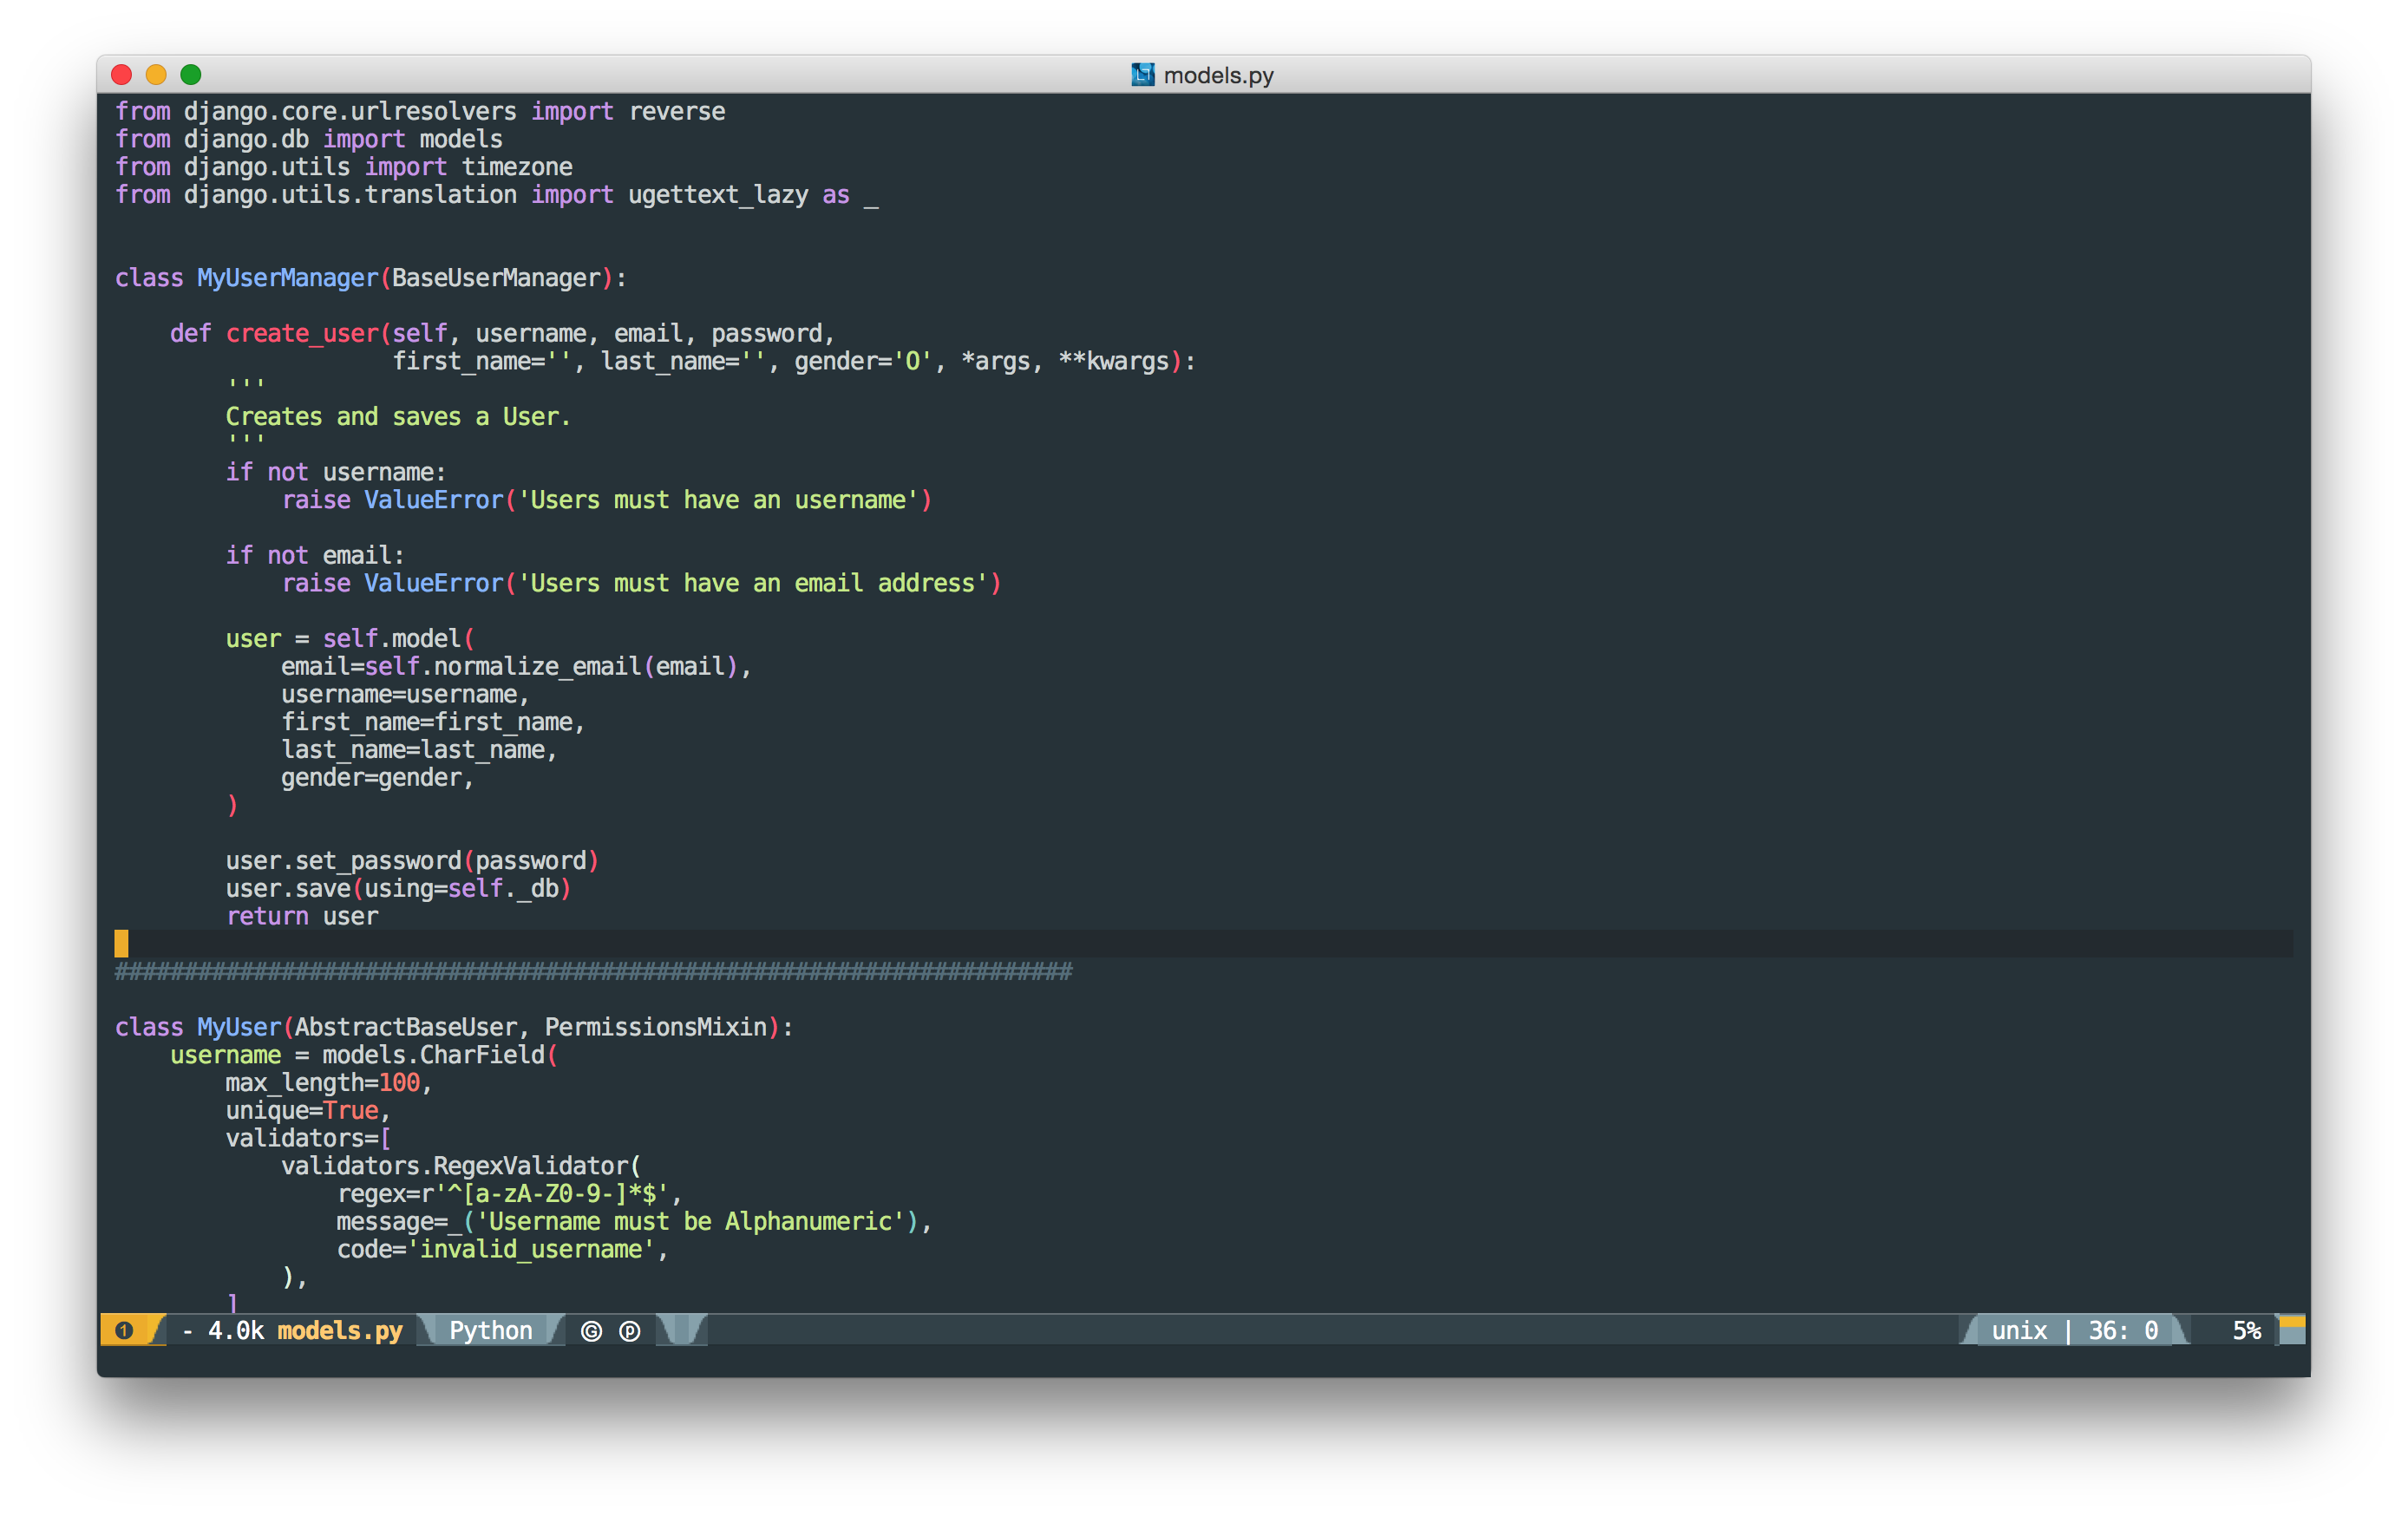 models.py
from django.core.urlresolvers import reverse
from django.db import models
from django.utils import timezone
from django.utils.translation import ugettext_lazy as _
class MyUserManager(BaseUserManager):
    def create_user(self, username, email, password,
                    first_name='', last_name='', gender='O', *args, **kwargs):
        '''
        Creates and saves a User.
        '''
        if not username:
            raise ValueError('Users must have an username')
        if not email:
            raise ValueError('Users must have an email address')
        user = self.model(
            email=self.normalize_email(email),
            username=username,
            first_name=first_name,
            last_name=last_name,
            gender=gender,
        )
        user.set_password(password)
        user.save(using=self._db)
        return user
#####################################################################
class MyUser(AbstractBaseUser, PermissionsMixin):
    username = models.CharField(
        max_length=100,
        unique=True,
        validators=[
            validators.RegexValidator(
                regex=r'^[a-zA-Z0-9-]*$',
                message=_('Username must be Alphanumeric'),
                code='invalid_username',
            ),
        ]
❶ - 4.0k models.py Python Ⓖ ⓟ unix | 36: 0 5%